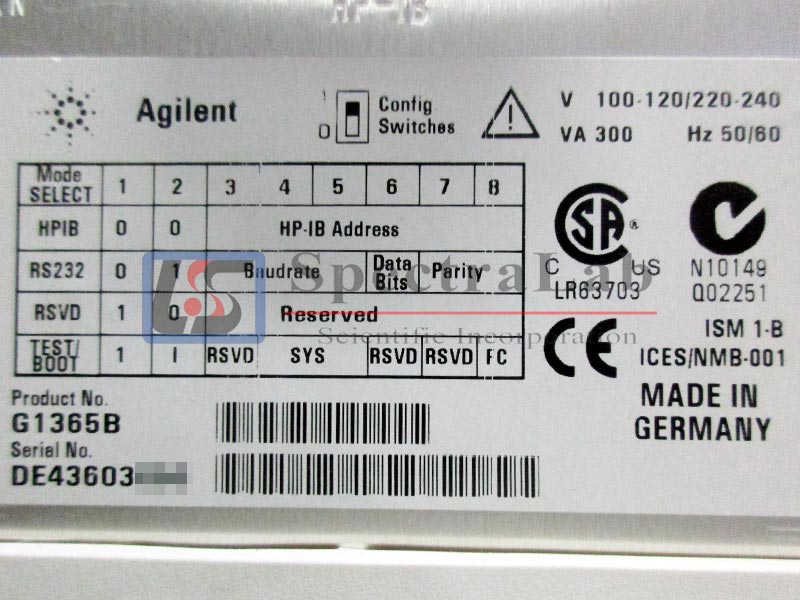 HP-IB
Agilent
1
0
Config
Switches
V 100-120/220-240
VA 300 Hz 50/60
Mode SELECT 1 2 3 4 5 6 7 8
HPIB 0 0 HP-IB Address
RS232 0 1 Baudrate Data Bits Parity
RSVD 1 0 Reserved
TEST/BOOT 1 1 RSVD SYS RSVD RSVD FC
SpectraLab
Scientific Incorporation
SA
C US
LR63703
N10149
Q02251
ISM 1-B
ICES/NMB-001
MADE IN
GERMANY
Product No.
G1365B
Serial No.
DE43603